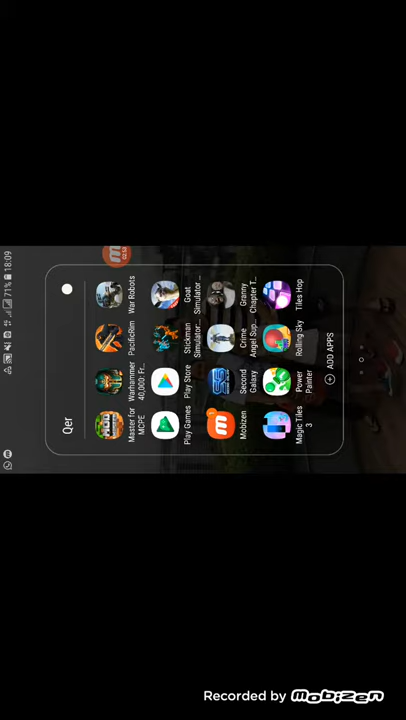 71% 18:09
Qer
Master for
MCPE
Warhammer
40,000: Fr...
PacificRim
War Robots
Play Games
Play Store
Stickman
Simulator...
Goat
Simulator...
Mobizen
Second
Galaxy
Crime
Angel Sup...
Granny
Chapter T...
Magic Tiles
3
Power
Painter
Rolling Sky
Tiles Hop
ADD APPS
Recorded by mobizen